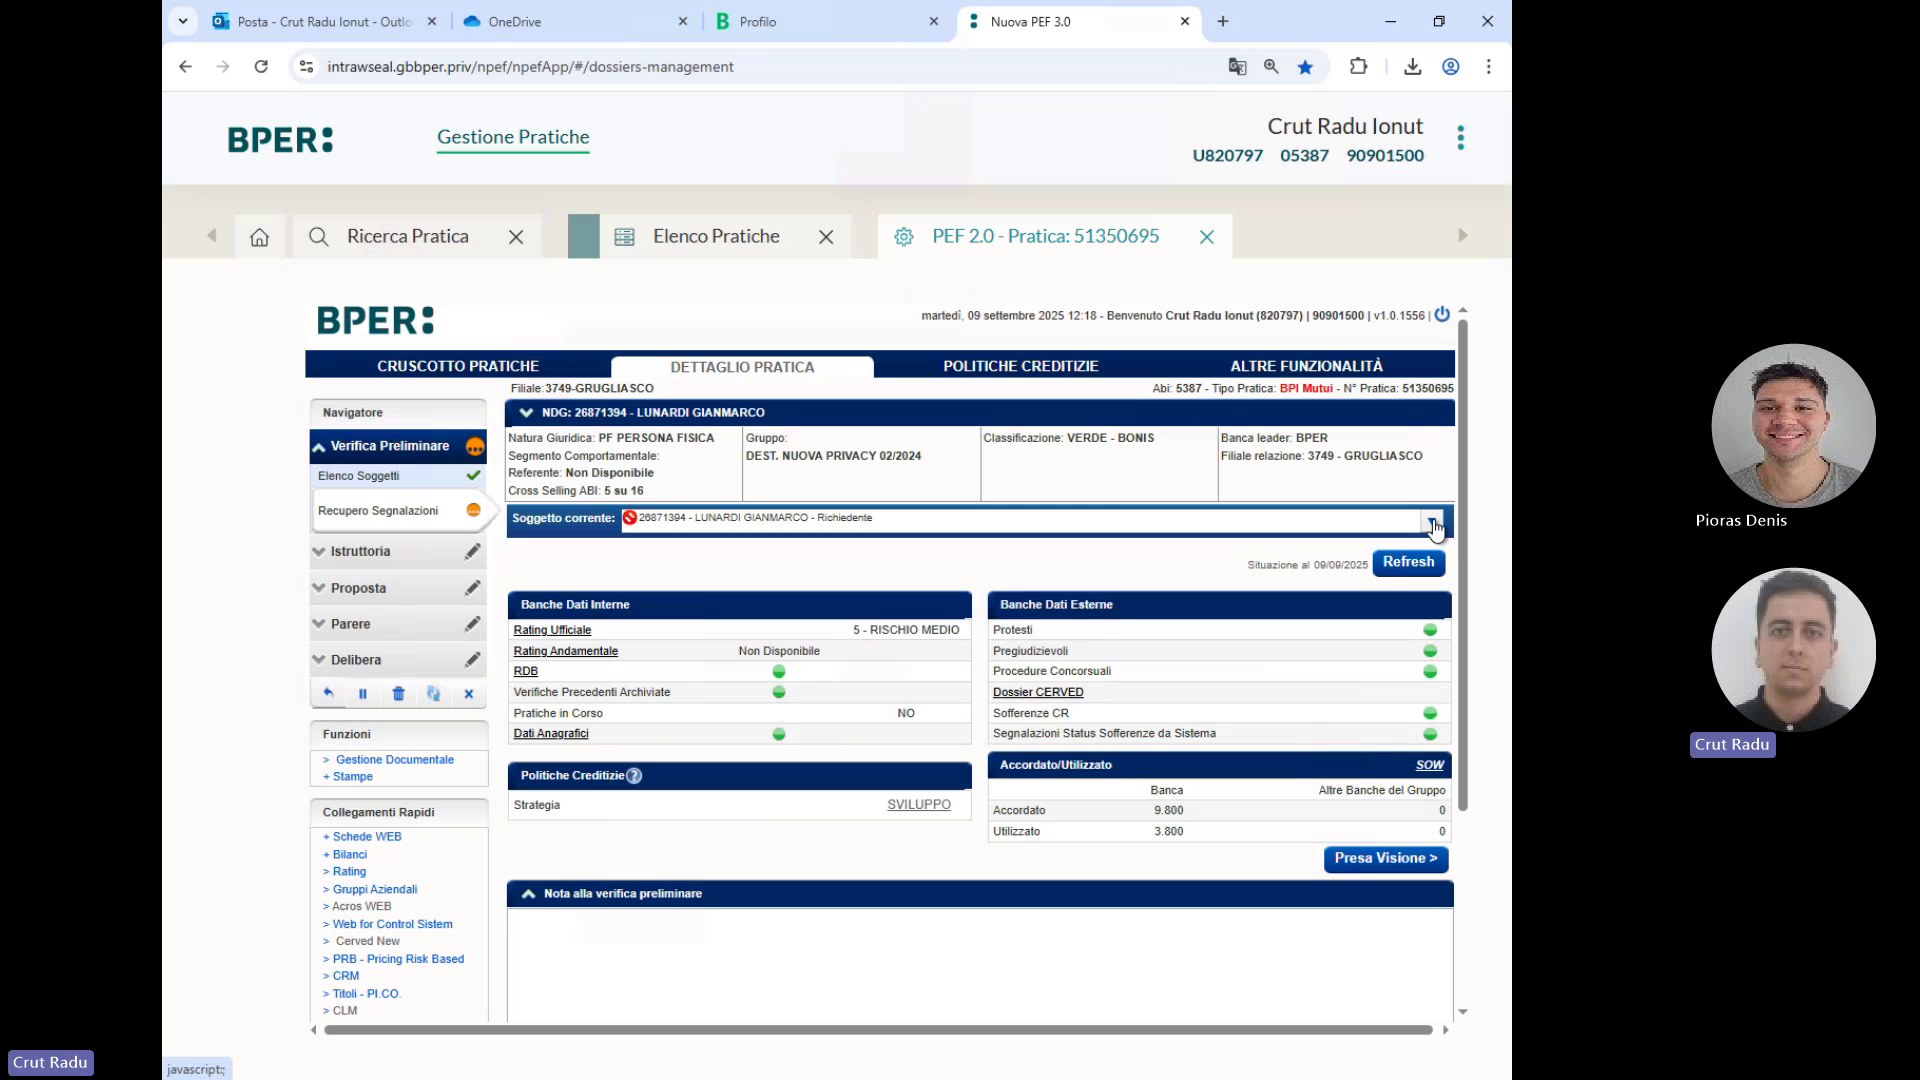 Posta - Crut Radu Ionut - Outlo
OneDrive
Profilo
Nuova PEF 3.0
intrawseal.gbbper.priv/npef/npefApp/#/dossiers-management
BPER:
Gestione Pratiche
Crut Radu Ionut
U820797 05387 90901500
Ricerca Pratica
Elenco Pratiche
PEF 2.0 - Pratica: 51350695
BPER:
martedì, 09 settembre 2025 12:18 - Benvenuto Crut Radu Ionut (820797) | 90901500 | v1.0.1556 |
CRUSCOTTO PRATICHE
DETTAGLIO PRATICA
POLITICHE CREDITIZIE
ALTRE FUNZIONALITÀ
Filiale:3749-GRUGLIASCO
Abi: 5387 - Tipo Pratica: BPI Mutui - N° Pratica: 51350695
Navigatore
Verifica Preliminare
Elenco Soggetti
Recupero Segnalazioni
Istruttoria
Proposta
Parere
Delibera
Funzioni
> Gestione Documentale
+ Stampe
Collegamenti Rapidi
+ Schede WEB
+ Bilanci
> Rating
> Gruppi Aziendali
> Acros WEB
> Web for Control Sistem
> Cerved New
> PRB - Pricing Risk Based
> CRM
> Titoli - PI.CO.
> CLM
NDG: 26871394 - LUNARDI GIANMARCO
Natura Giuridica: PF PERSONA FISICA
Segmento Comportamentale:
Referente: Non Disponibile
Cross Selling ABI: 5 su 16
Gruppo:
DEST. NUOVA PRIVACY 02/2024
Classificazione: VERDE - BONIS
Banca leader: BPER
Filiale relazione: 3749 - GRUGLIASCO
Soggetto corrente: 26871394 - LUNARDI GIANMARCO - Richiedente
Situazione al 09/09/2025
Refresh
Banche Dati Interne
Rating Ufficiale 5 - RISCHIO MEDIO
Rating Andamentale Non Disponibile
RDB
Verifiche Precedenti Archiviate
Pratiche in Corso NO
Dati Anagrafici
Politiche Creditizie
Strategia SVILUPPO
Banche Dati Esterne
Protesti
Pregiudizievoli
Procedure Concorsuali
Dossier CERVED
Sofferenze CR
Segnalazioni Status Sofferenze da Sistema
Accordato/Utilizzato SOW
Banca Altre Banche del Gruppo
Accordato 9.800 0
Utilizzato 3.800 0
Presa Visione >
Nota alla verifica preliminare
javascript:;
Pioras Denis
Crut Radu
Crut Radu